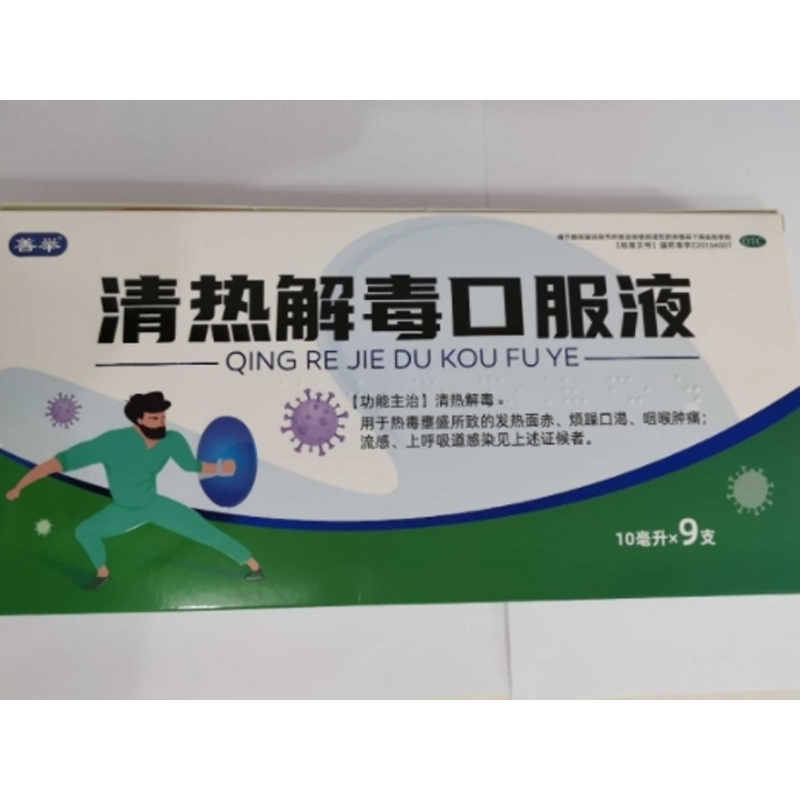 善举
OTC
清热解毒口服液
QING RE JIE DU KOU FU YE
【功能主治】清热解毒。
用于热毒壅盛所致的发热面赤、烦躁口渴、咽喉肿痛;
流感、上呼吸道感染见上述证候者。
10毫升×9支